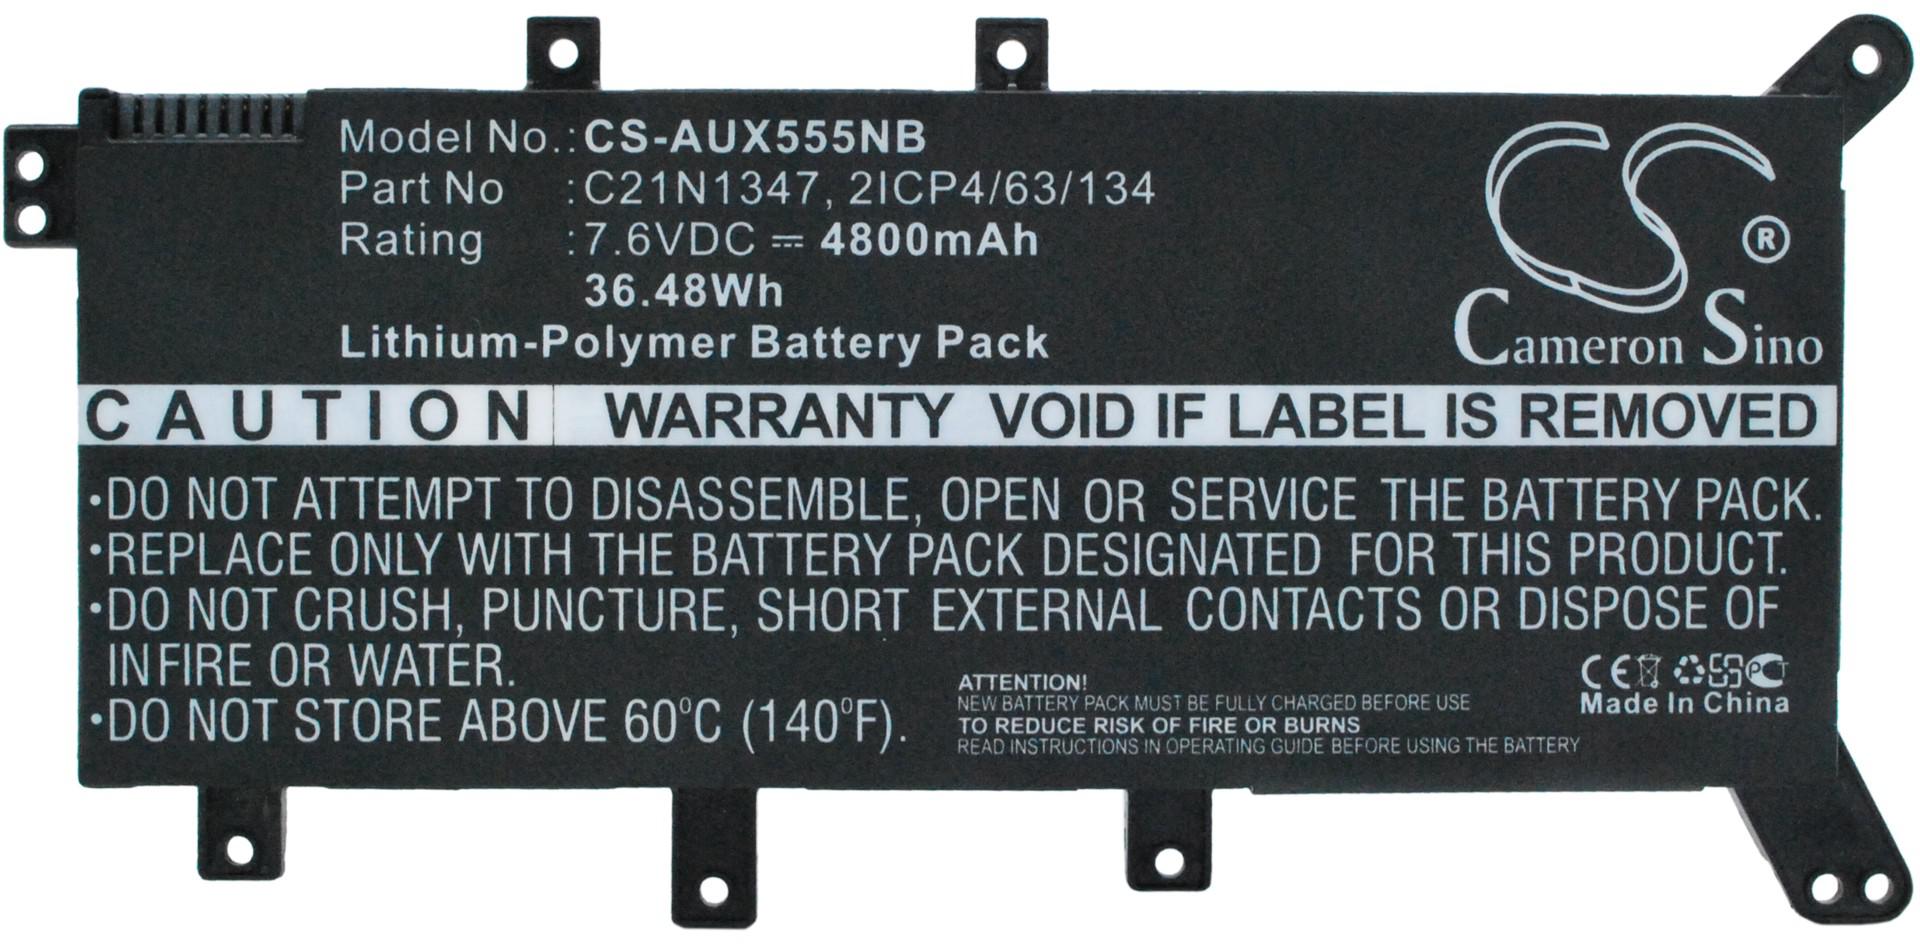 Model No.: CS-AUX555NB
Part No : C21N1347, 2ICP4/63/134
Rating : 7.6VDC ⎓ 4800mAh
36.48Wh
Lithium-Polymer Battery Pack
CS
®
Cameron Sino
CAUTION WARRANTY VOID IF LABEL IS REMOVED
•DO NOT ATTEMPT TO DISASSEMBLE, OPEN OR SERVICE THE BATTERY PACK.
•REPLACE ONLY WITH THE BATTERY PACK DESIGNATED FOR THIS PRODUCT.
•DO NOT CRUSH, PUNCTURE, SHORT EXTERNAL CONTACTS OR DISPOSE OF
IN FIRE OR WATER.
•DO NOT STORE ABOVE 60°C (140°F).
ATTENTION!
NEW BATTERY PACK MUST BE FULLY CHARGED BEFORE USE
TO REDUCE RISK OF FIRE OR BURNS
READ INSTRUCTIONS IN OPERATING GUIDE BEFORE USING THE BATTERY
CE PCT
Made In China